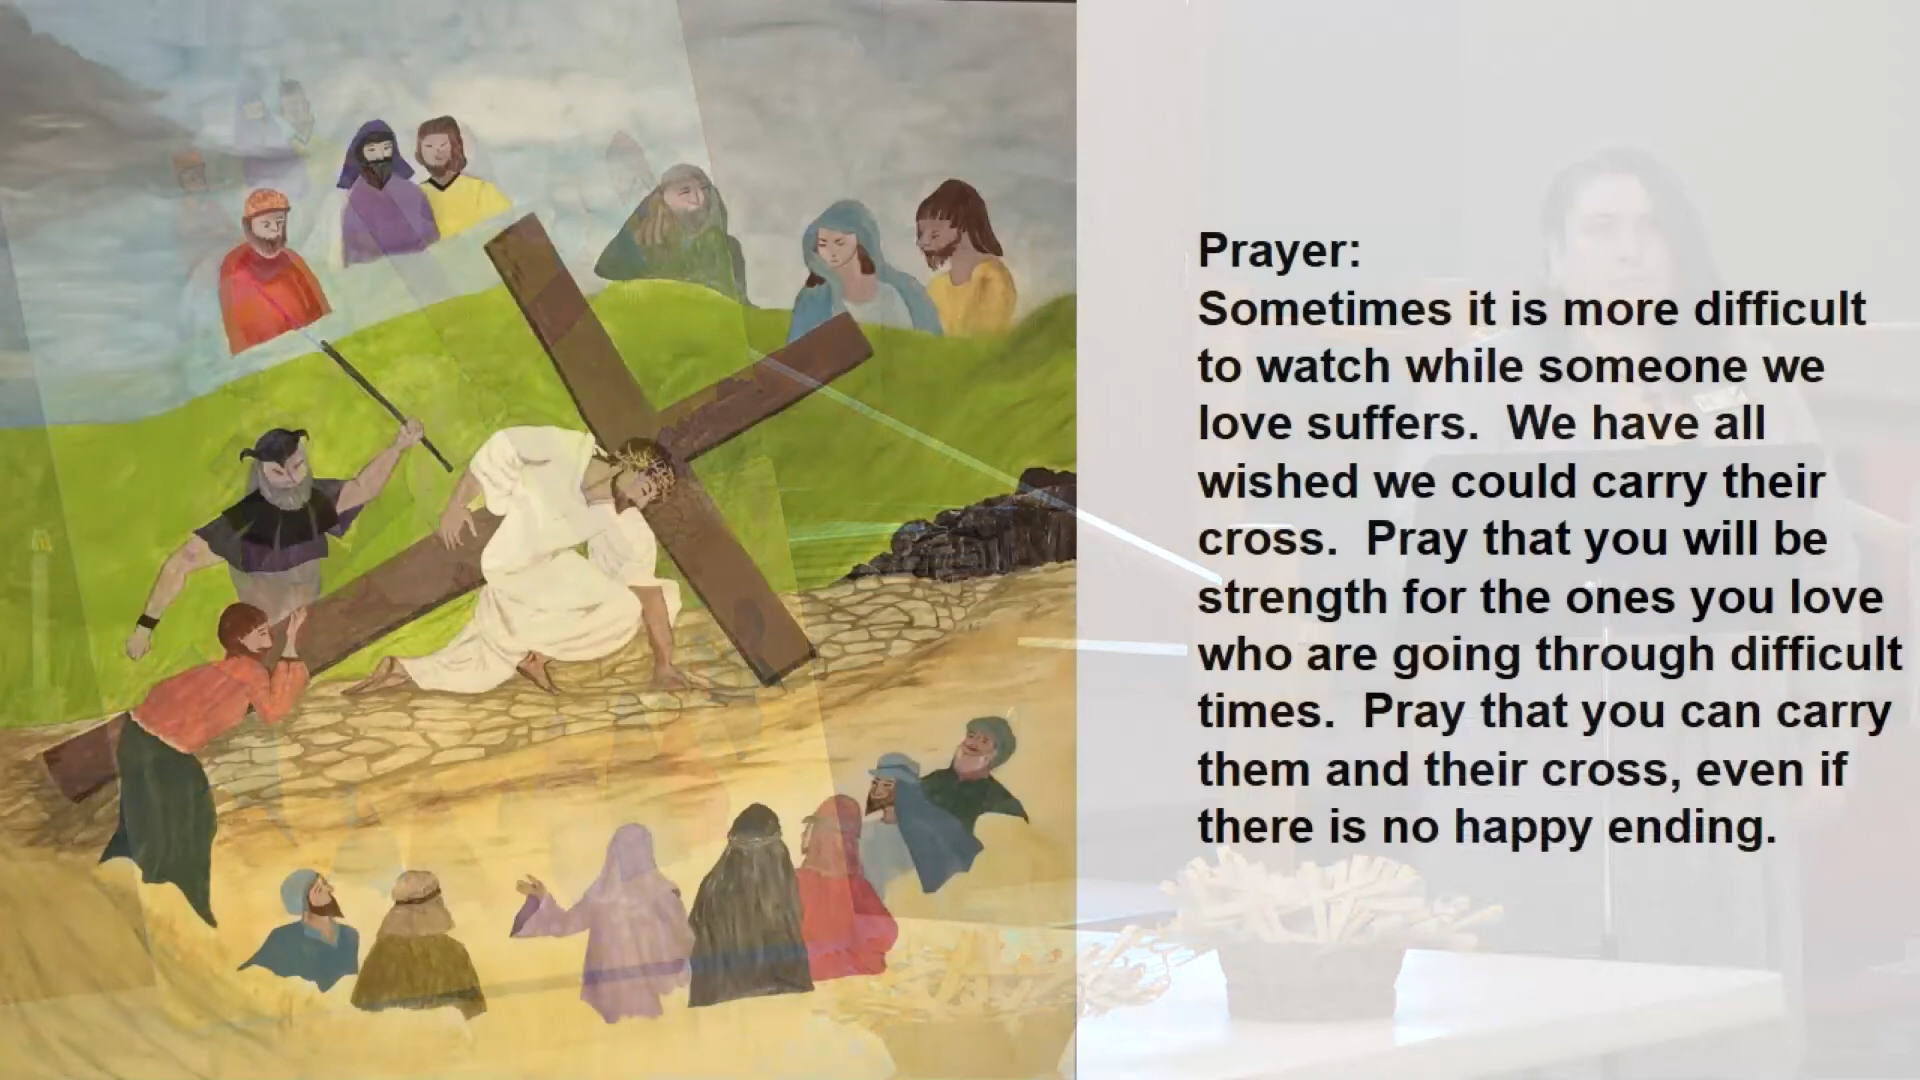 Prayer:
Sometimes it is more difficult
to watch while someone we
love suffers.  We have all
wished we could carry their
cross.  Pray that you will be
strength for the ones you love
who are going through difficult
times.  Pray that you can carry
them and their cross, even if
there is no happy ending.